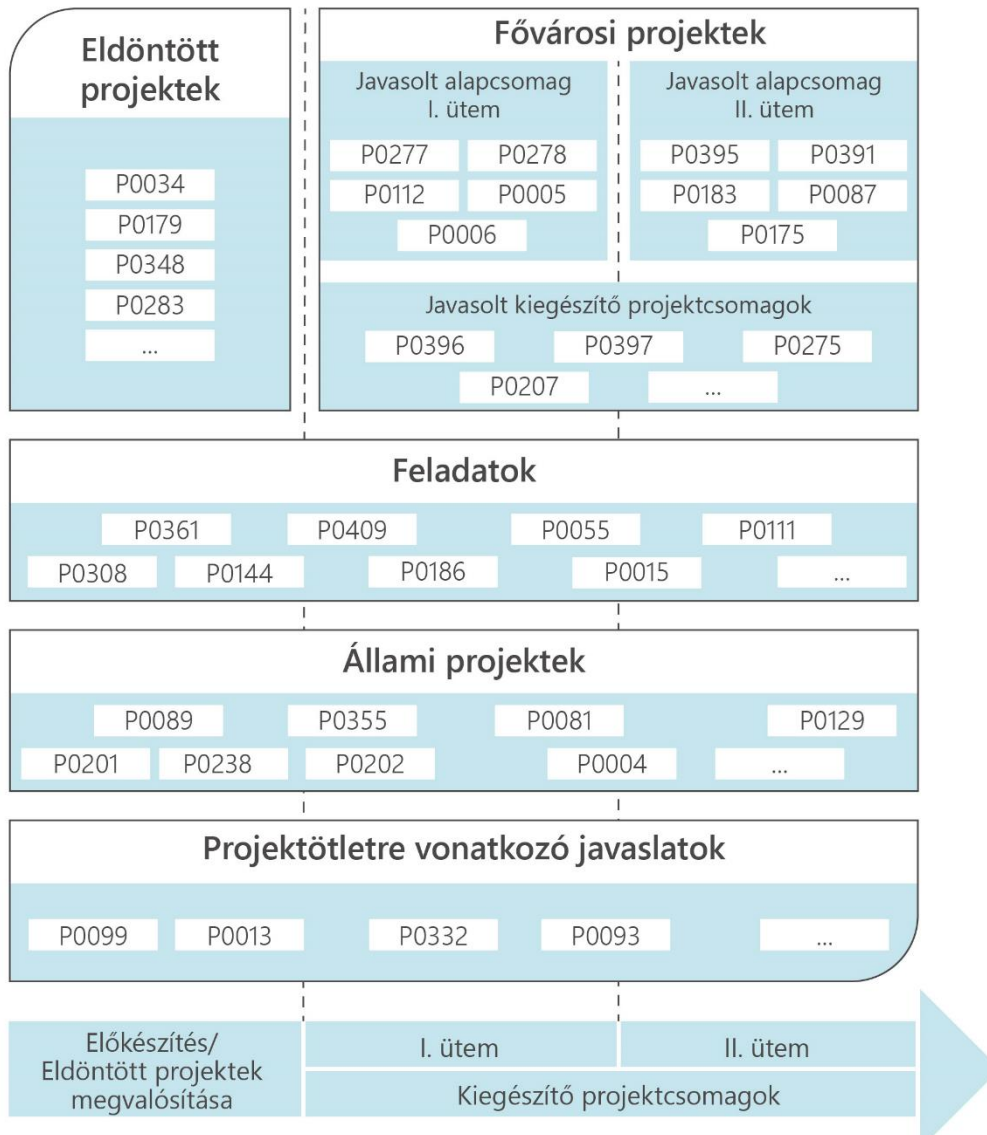 Eldöntött
projektek
P0034
P0179
P0348
P0283
...
Fővárosi projektek
Javasolt alapcsomag
I. ütem
P0277 P0278
P0112 P0005
P0006
Javasolt alapcsomag
II. ütem
P0395 P0391
P0183 P0087
P0175
Javasolt kiegészítő projektcsomagok
P0396 P0397 P0275
P0207 ...
Feladatok
P0361 P0409 P0055 P0111
P0308 P0144 P0186 P0015 ...
Állami projektek
P0089 P0355 P0081 P0129
P0201 P0238 P0202 P0004 ...
Projektötletre vonatkozó javaslatok
P0099 P0013 P0332 P0093 ...
Előkészítés/
Eldöntött projektek
megvalósítása
I. ütem II. ütem
Kiegészítő projektcsomagok